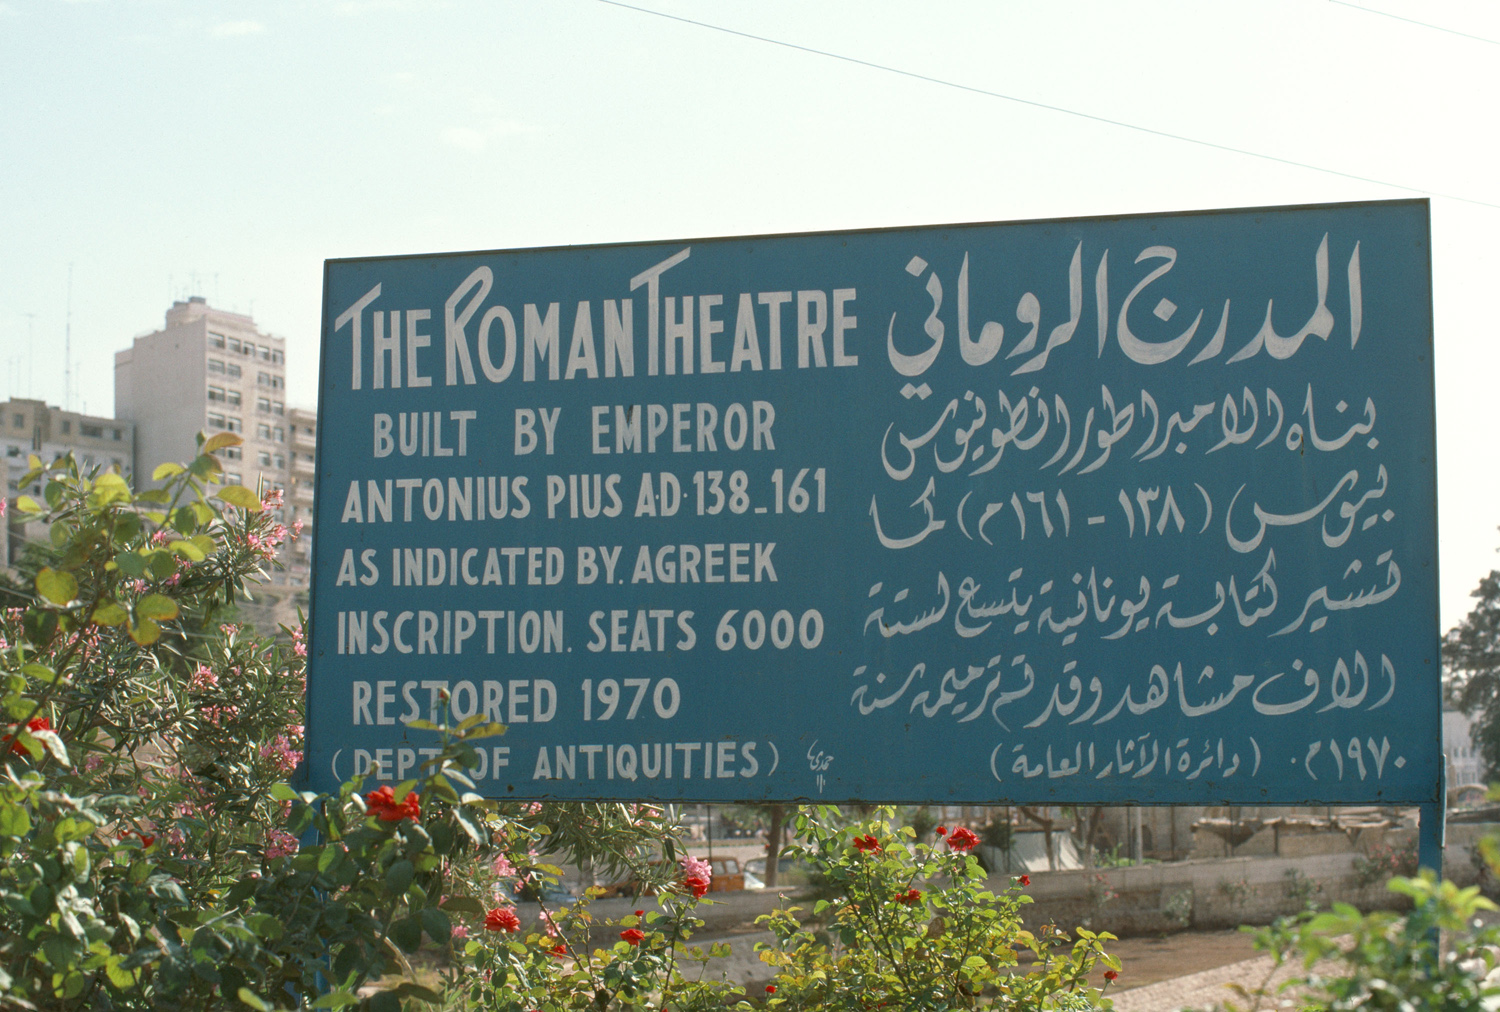 THE ROMAN THEATRE
BUILT BY EMPEROR
ANTONIUS PIUS A·D· 138-161
AS INDICATED BY. AGREEK
INSCRIPTION. SEATS 6000
RESTORED 1970
(DEPT OF ANTIQUITIES)
المدرج الروماني
بناه الامبراطور انطونيوس
بيوس (١٣٨ - ١٦١م) كما
تشير كتابة يونانية يتسع لستة
الاف مشاهد وقد تم ترميمه سنة
١٩٧٠م. (دائرة الآثار العامة)